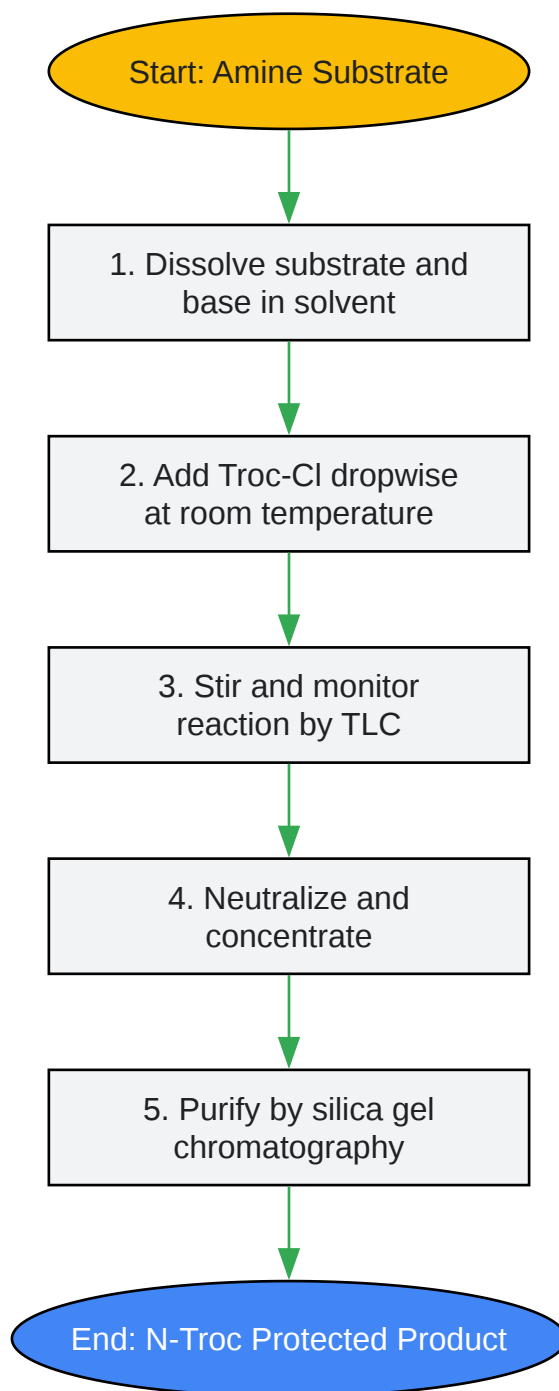 Start: Amine Substrate
1. Dissolve substrate and
base in solvent
2. Add Troc-Cl dropwise
at room temperature
3. Stir and monitor
reaction by TLC
4. Neutralize and
concentrate
5. Purify by silica gel
chromatography
End: N-Troc Protected Product